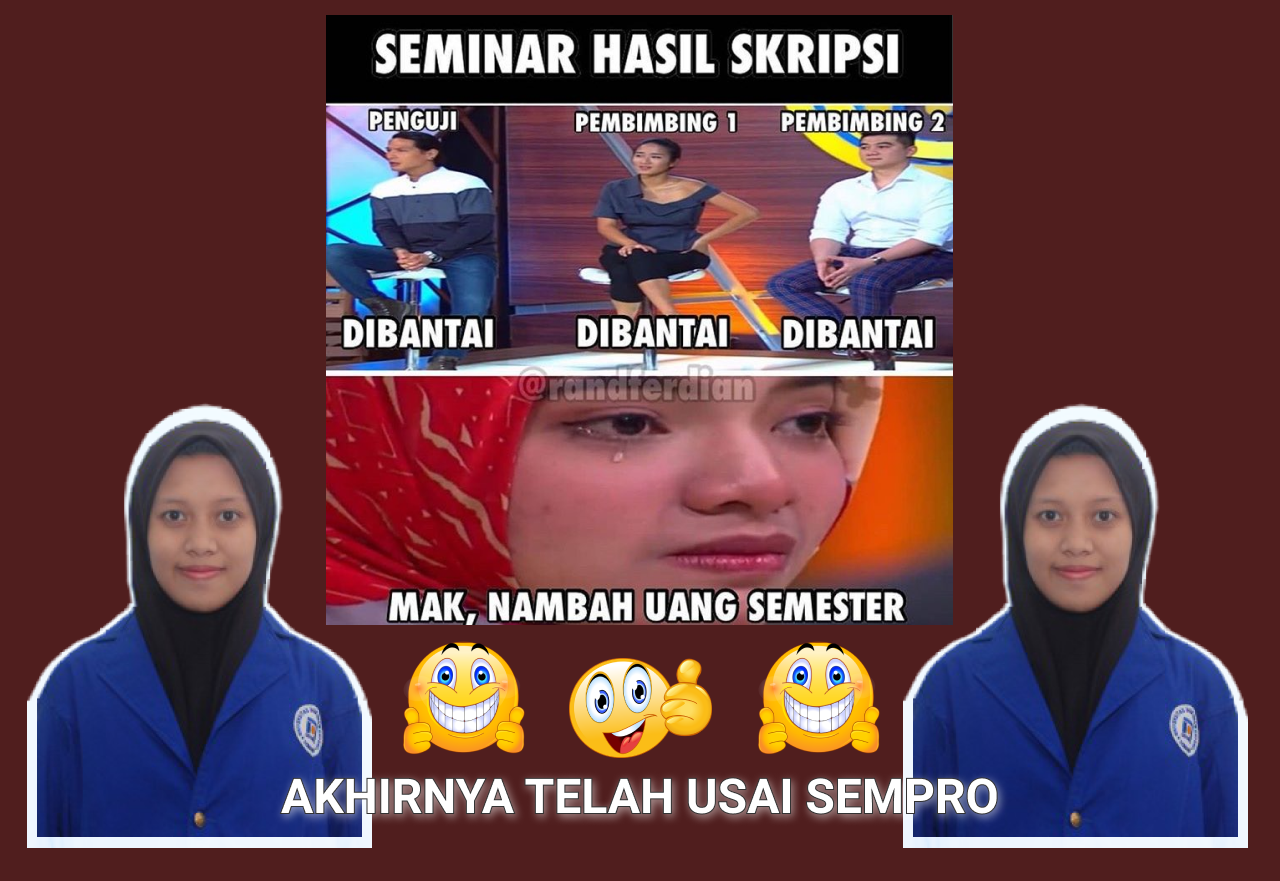 SEMINAR HASIL SKRIPSI
PENGUJI PEMBIMBING 1 PEMBIMBING 2
DIBANTAI DIBANTAI DIBANTAI
@randferdian
MAK, NAMBAH UANG SEMESTER
AKHIRNYA TELAH USAI SEMPRO